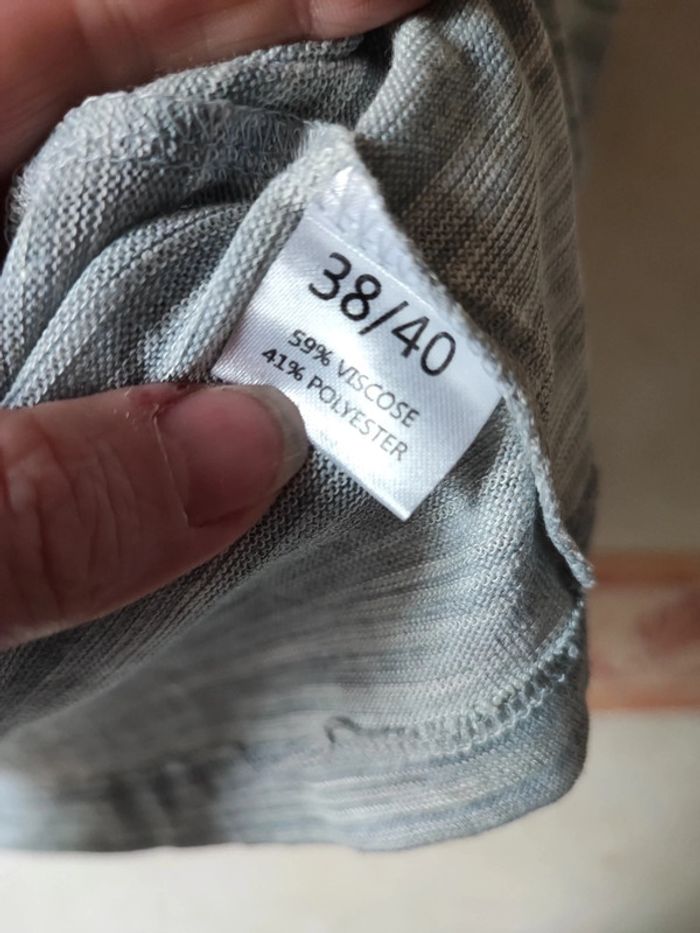 38/40
59% VISCOSE
41% POLYESTER